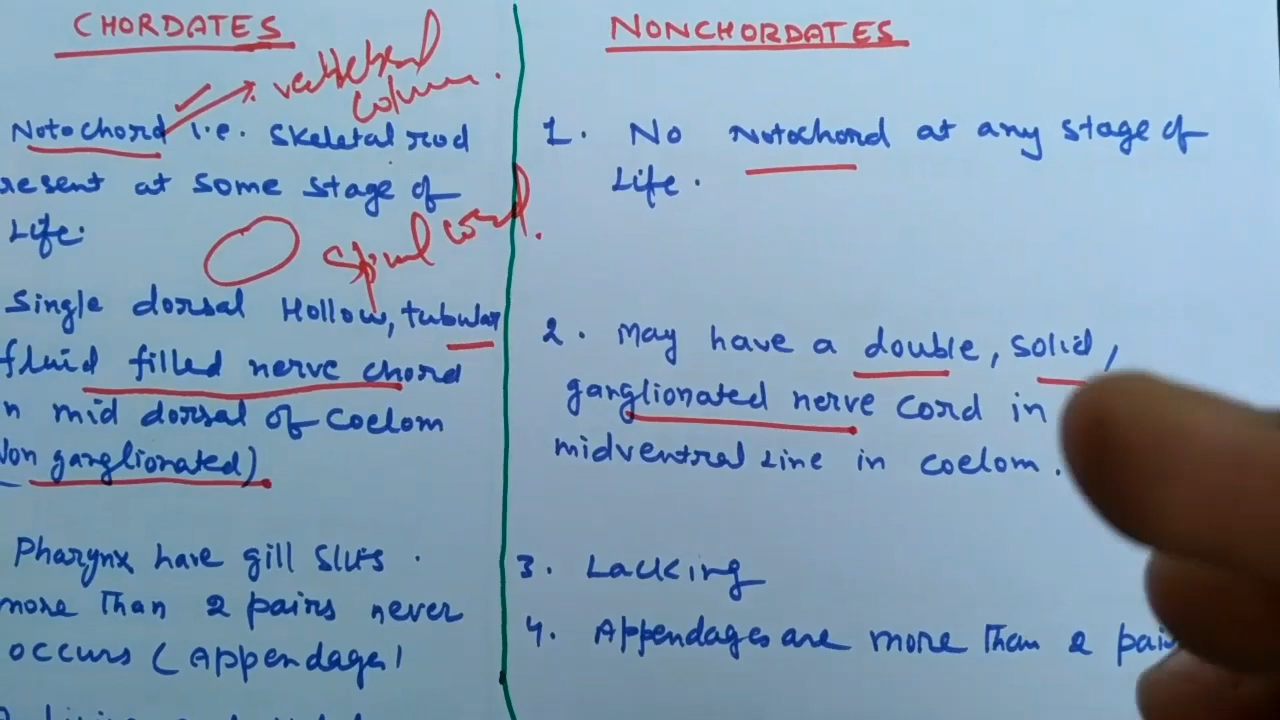 CHORDATES
vertebral
column.
Notochord i.e. skeletal rod
resent at some stage of
Life.
spinal cord.
Single dorsal Hollow, tubular
fluid filled nerve chord
n mid dorsal of coelom
Non ganglionated)
Pharynx have gill slits.
more Than 2 pairs never
occurs (Appendages)
NONCHORDATES
1. No Notochord at any stage of
Life.
2. May have a double, solid,
ganglionated nerve cord in
midventral Line in coelom.
3. Lacking
4. Appendages are more Than 2 pair